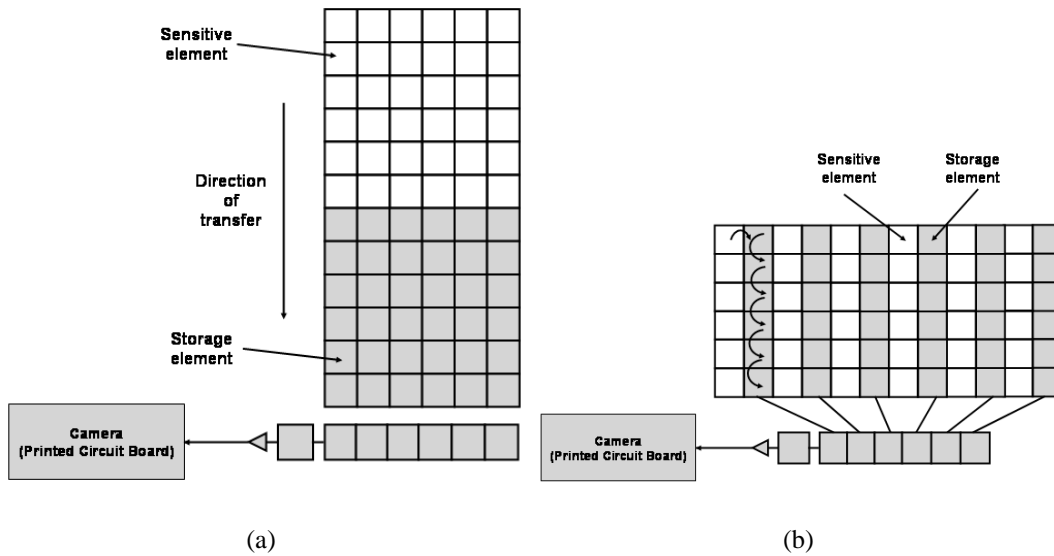 Sensitive
element
Direction
of
transfer
Storage
element
Camera
(Printed Circuit Board)
(a)
Sensitive
element
Storage
element
Camera
(Printed Circuit Board)
(b)